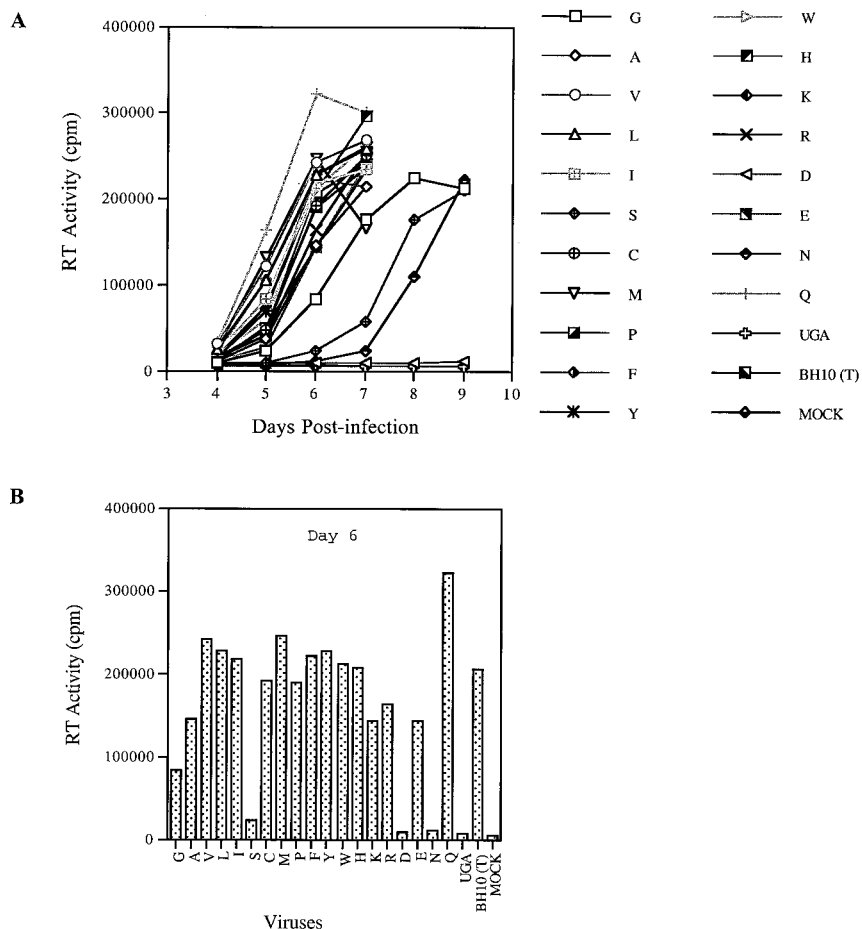 A
RT Activity (cpm)
400000
300000
200000
100000
0
3 4 5 6 7 8 9 10
Days Post-infection
G
A
V
L
I
S
C
M
P
F
Y
W
H
K
R
D
E
N
Q
UGA
BH10 (T)
MOCK
B
Day 6
RT Activity (cpm)
400000
300000
200000
100000
0
G A V L I S C M P F Y W H K R D E N Q UGA BH10 (T) MOCK
Viruses